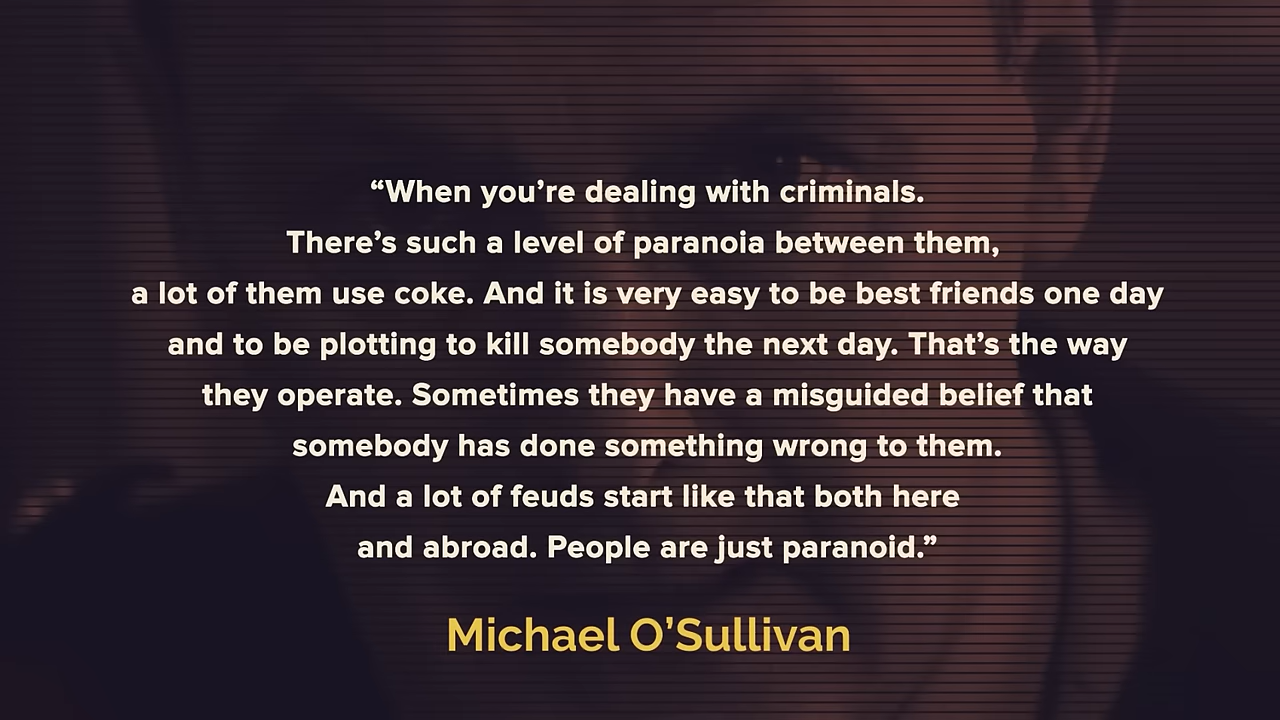 “When you’re dealing with criminals.
There’s such a level of paranoia between them,
a lot of them use coke. And it is very easy to be best friends one day
and to be plotting to kill somebody the next day. That’s the way
they operate. Sometimes they have a misguided belief that
somebody has done something wrong to them.
And a lot of feuds start like that both here
and abroad. People are just paranoid.”
Michael O’Sullivan